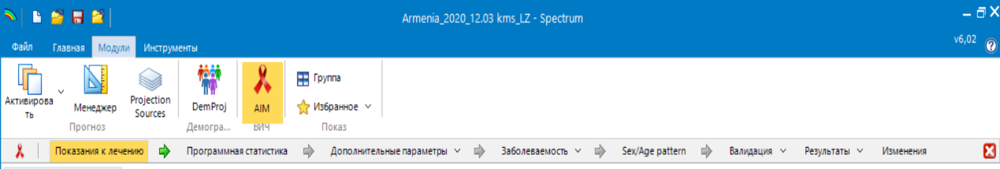 Armenia_2020_12.03 kms_LZ - Spectrum
Файл Главная Модули Инструменты v6,02
Активирова
ть
Менеджер
Projection
Sources
DemProj
AIM
Группа
Избранное
Прогноз Демогра... ВИЧ Показ
Показания к лечению Программная статистика Дополнительные параметры Заболеваемость Sex/Age pattern Валидация Результаты Изменения